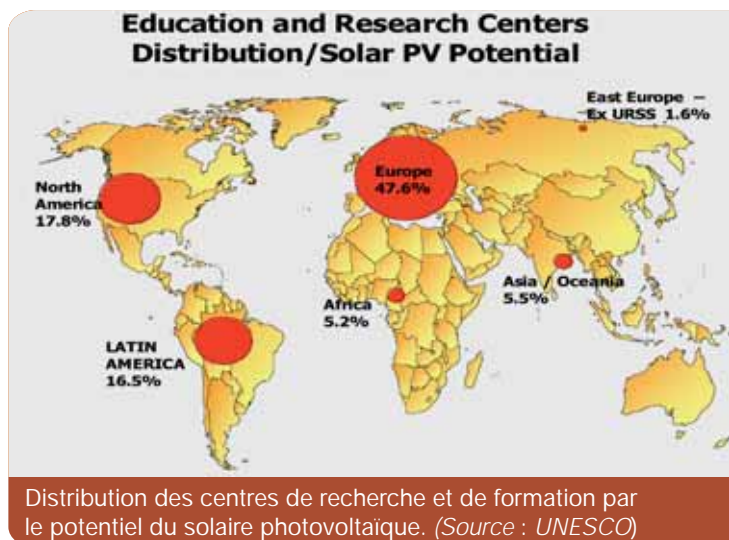 Education and Research Centers
Distribution/Solar PV Potential
East Europe –
Ex URSS 1.6%
Europe
47.6%
North
America
17.8%
Asia / Oceania
5.5%
Africa
5.2%
LATIN
AMERICA
16.5%
Distribution des centres de recherche et de formation par
le potentiel du solaire photovoltaïque. (Source : UNESCO)